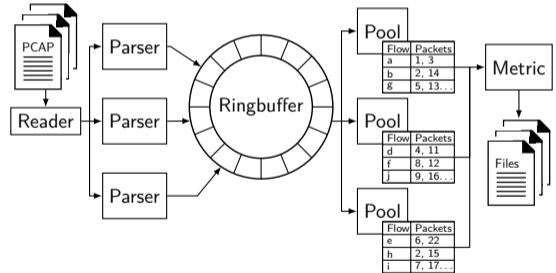 PCAP
Reader
Parser
Parser
Parser
Ringbuffer
Pool
Flow Packets
a 1, 3
b 2, 14
g 5, 13...
Pool
Flow Packets
d 4, 11
f 8, 12
j 9, 16...
Pool
Flow Packets
e 6, 22
h 2, 15
i 7, 17...
Metric
Files